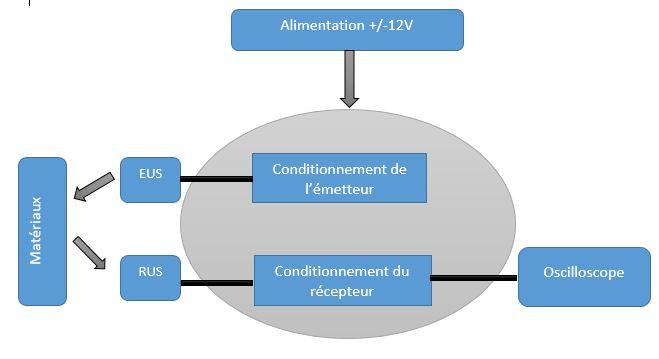 Alimentation +/-12V
EUS
Conditionnement de
l'émetteur
Matériaux
RUS
Conditionnement du
récepteur
Oscilloscope